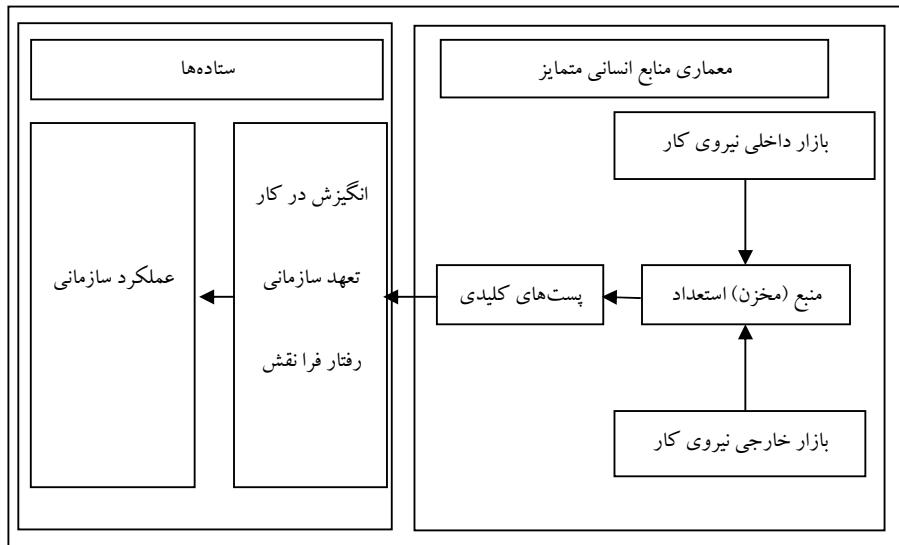 معماری منابع انسانی متمایز
ستاده‌ها
بازار داخلی نیروی کار
منبع (مخزن) استعداد
بازار خارجی نیروی کار
پست‌های کلیدی
انگیزش در کار
تعهد سازمانی
رفتار فرا نقش
عملکرد سازمانی